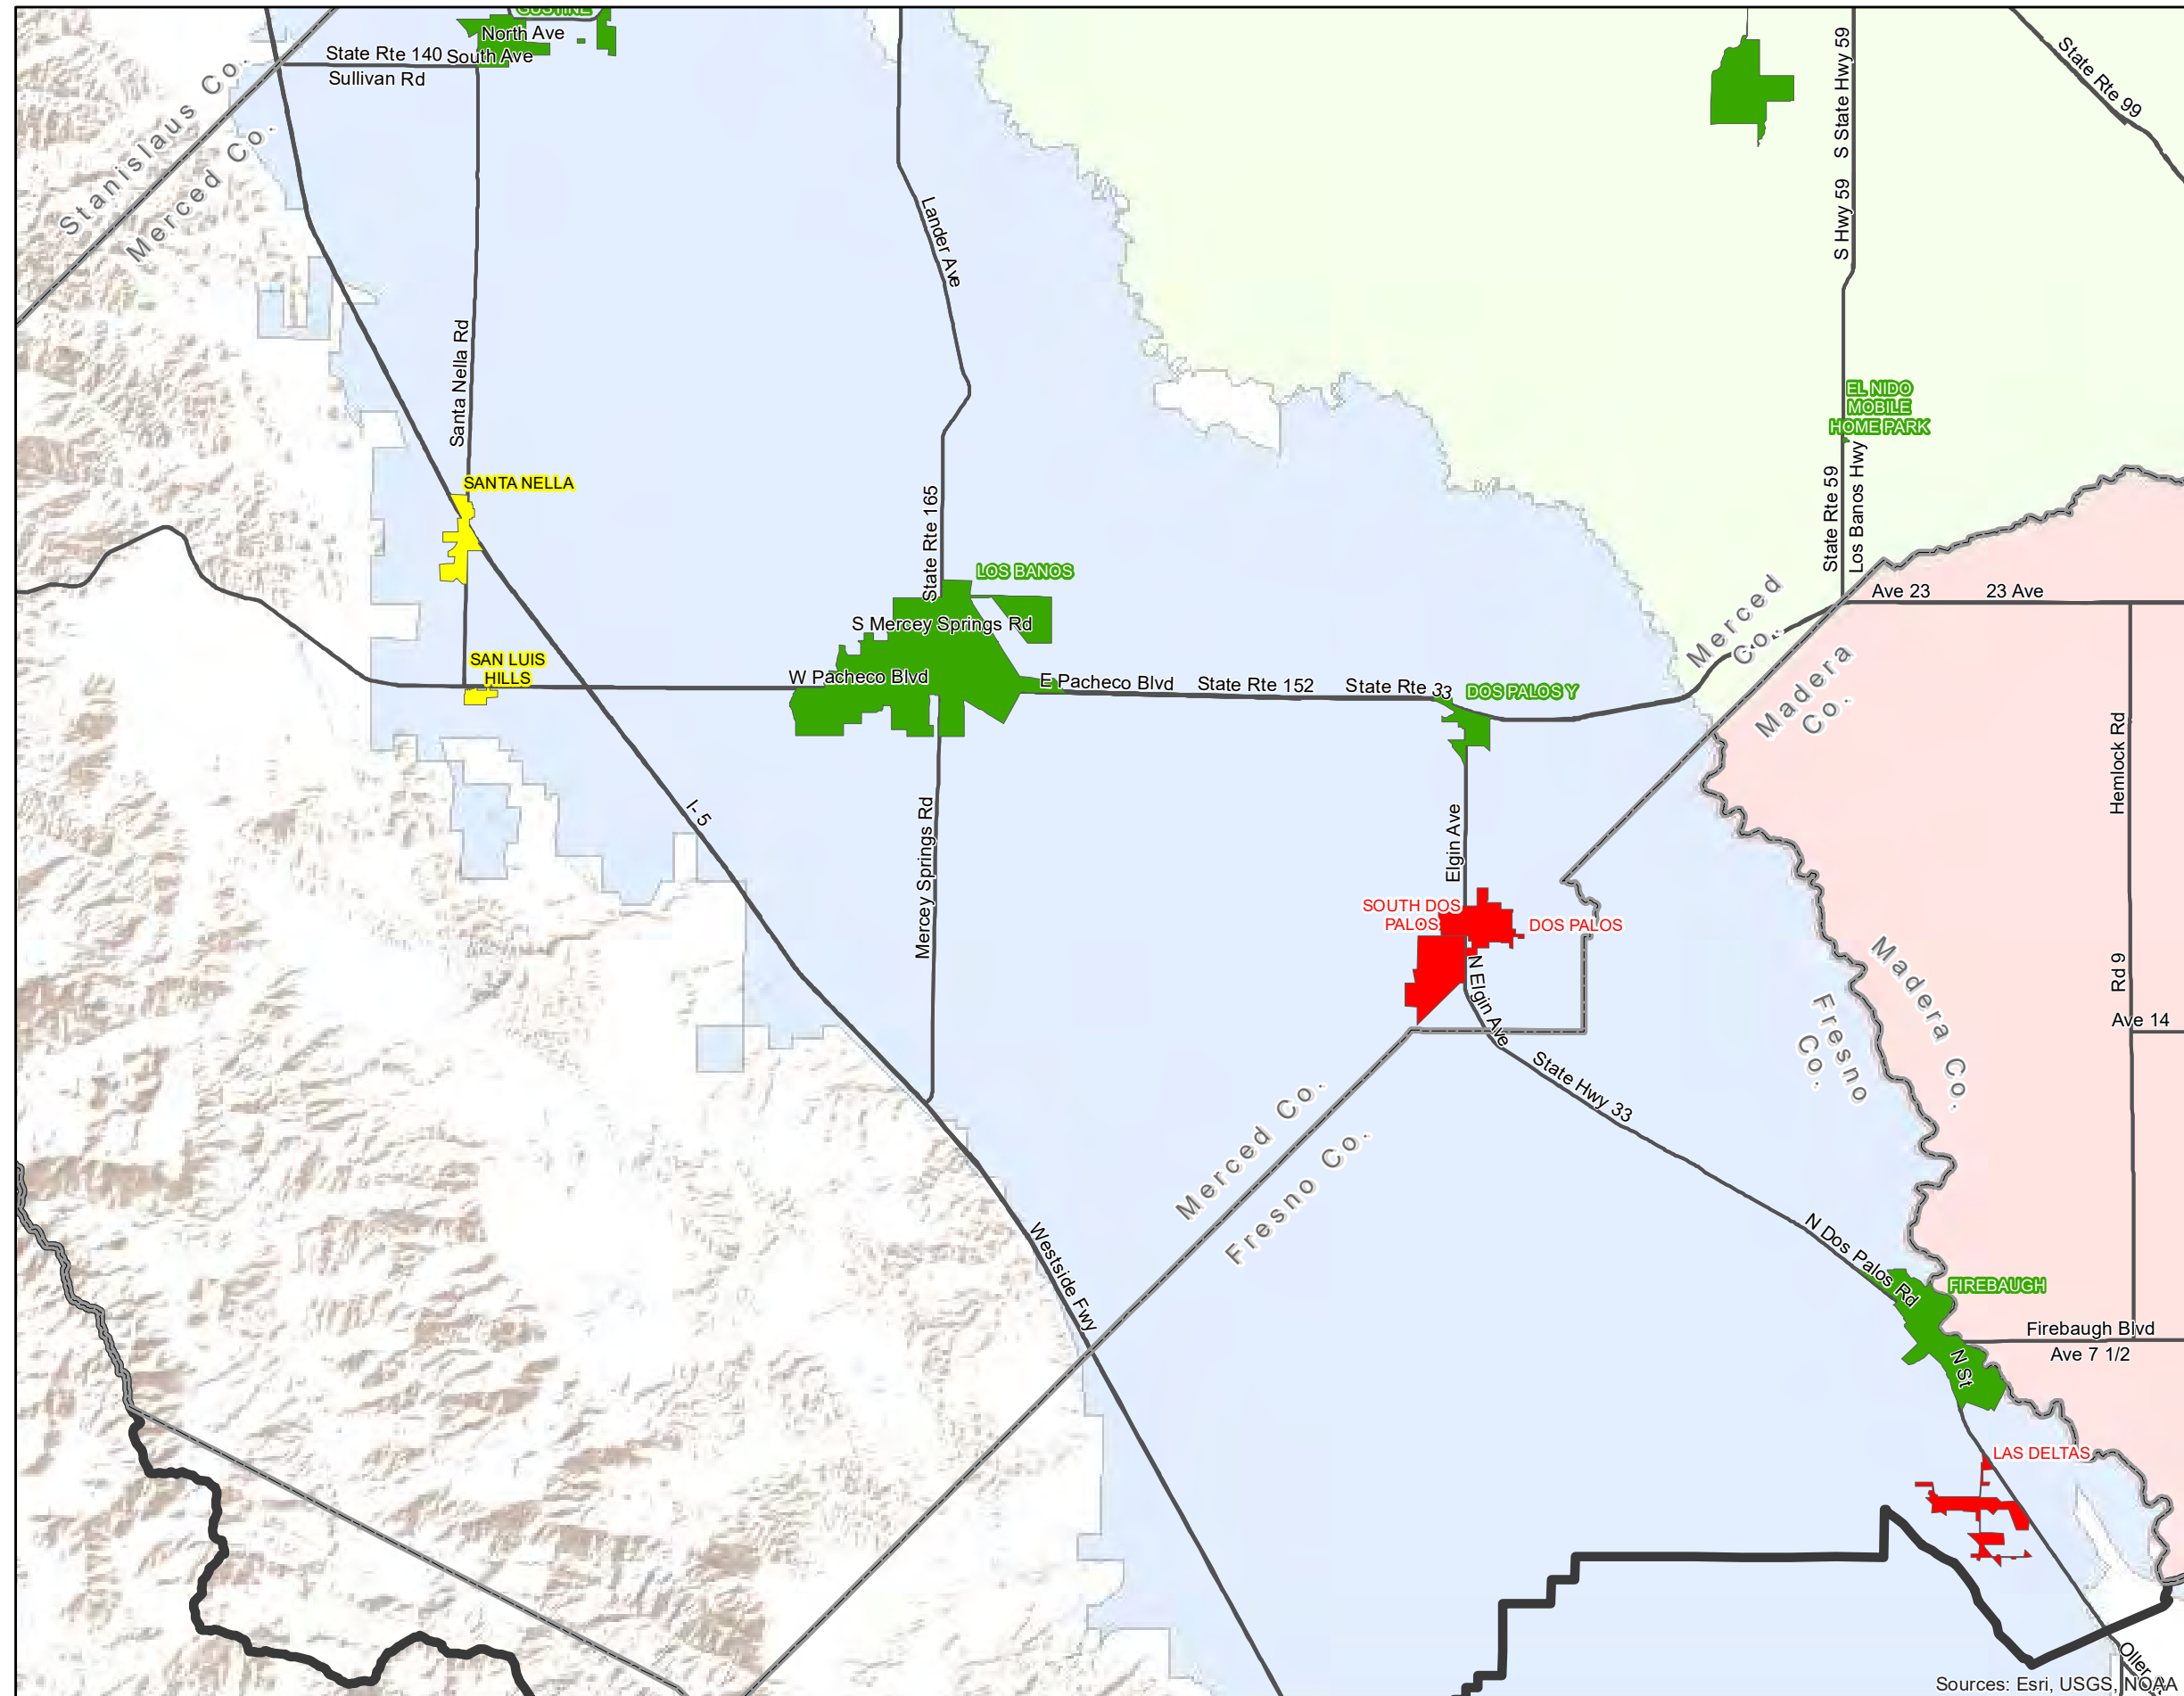 GUSTINE
North Ave
State Rte 140
South Ave
Sullivan Rd
Stanislaus Co.
Merced Co.
S State Hwy 59
State Rte 99
S Hwy 59
Lander Ave
Santa Nella Rd
EL NIDO
MOBILE
HOME PARK
SANTA NELLA
State Rte 165
State Rte 59
Los Banos Hwy
LOS BANOS
Ave 23
23 Ave
S Mercey Springs Rd
Merced
Co.
Madera
Co.
SAN LUIS
HILLS
W Pacheco Blvd
E Pacheco Blvd
State Rte 152
State Rte 33
DOS PALOS Y
Hemlock Rd
I-5
Mercey Springs Rd
Elgin Ave
SOUTH DOS
PALOS
DOS PALOS
N Elgin Ave
Madera Co.
Fresno
Co.
Rd 9
Ave 14
State Hwy 33
Merced Co.
Fresno Co.
Westside Fwy
N Dos Palos Rd
FIREBAUGH
Firebaugh Blvd
Ave 7 1/2
N St
LAS DELTAS
Oller
Sources: Esri, USGS, NOAA